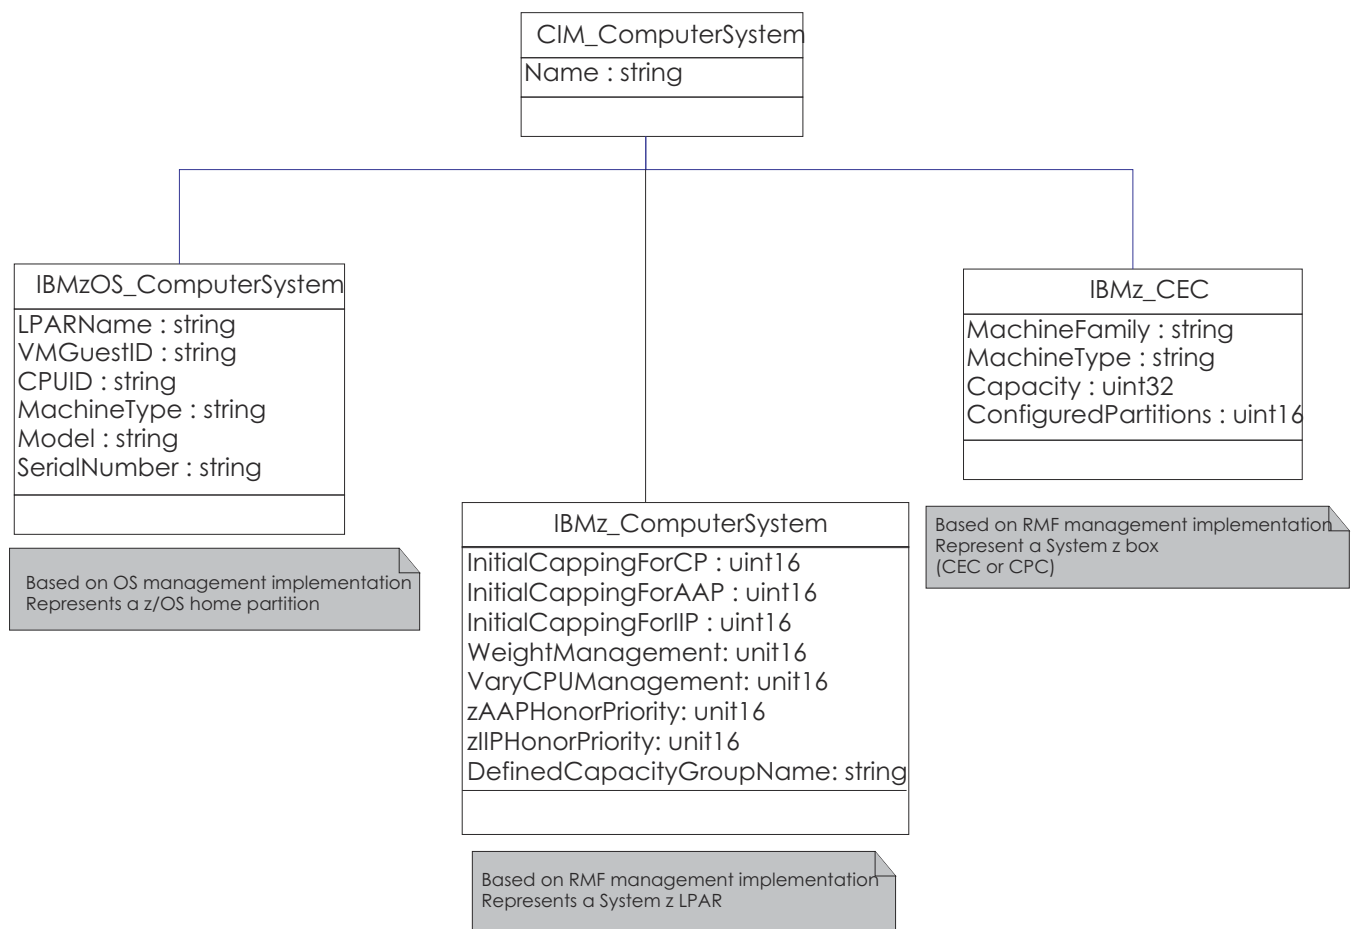 CIM_ComputerSystem
Name : string
IBMzOS_ComputerSystem
LPARName : string
VMGuestID : string
CPUID : string
MachineType : string
Model : string
SerialNumber : string
Based on OS management implementation
Represents a z/OS home partition
IBMz_ComputerSystem
InitialCappingForCP : uint16
InitialCappingForAAP : uint16
InitialCappingForIIP : uint16
WeightManagement: unit16
VaryCPUManagement: unit16
zAAPHonorPriority: unit16
zIIPHonorPriority: unit16
DefinedCapacityGroupName: string
Based on RMF management implementation
Represents a System z LPAR
IBMz_CEC
MachineFamily : string
MachineType : string
Capacity : uint32
ConfiguredPartitions : uint16
Based on RMF management implementation
Represent a System z box
(CEC or CPC)